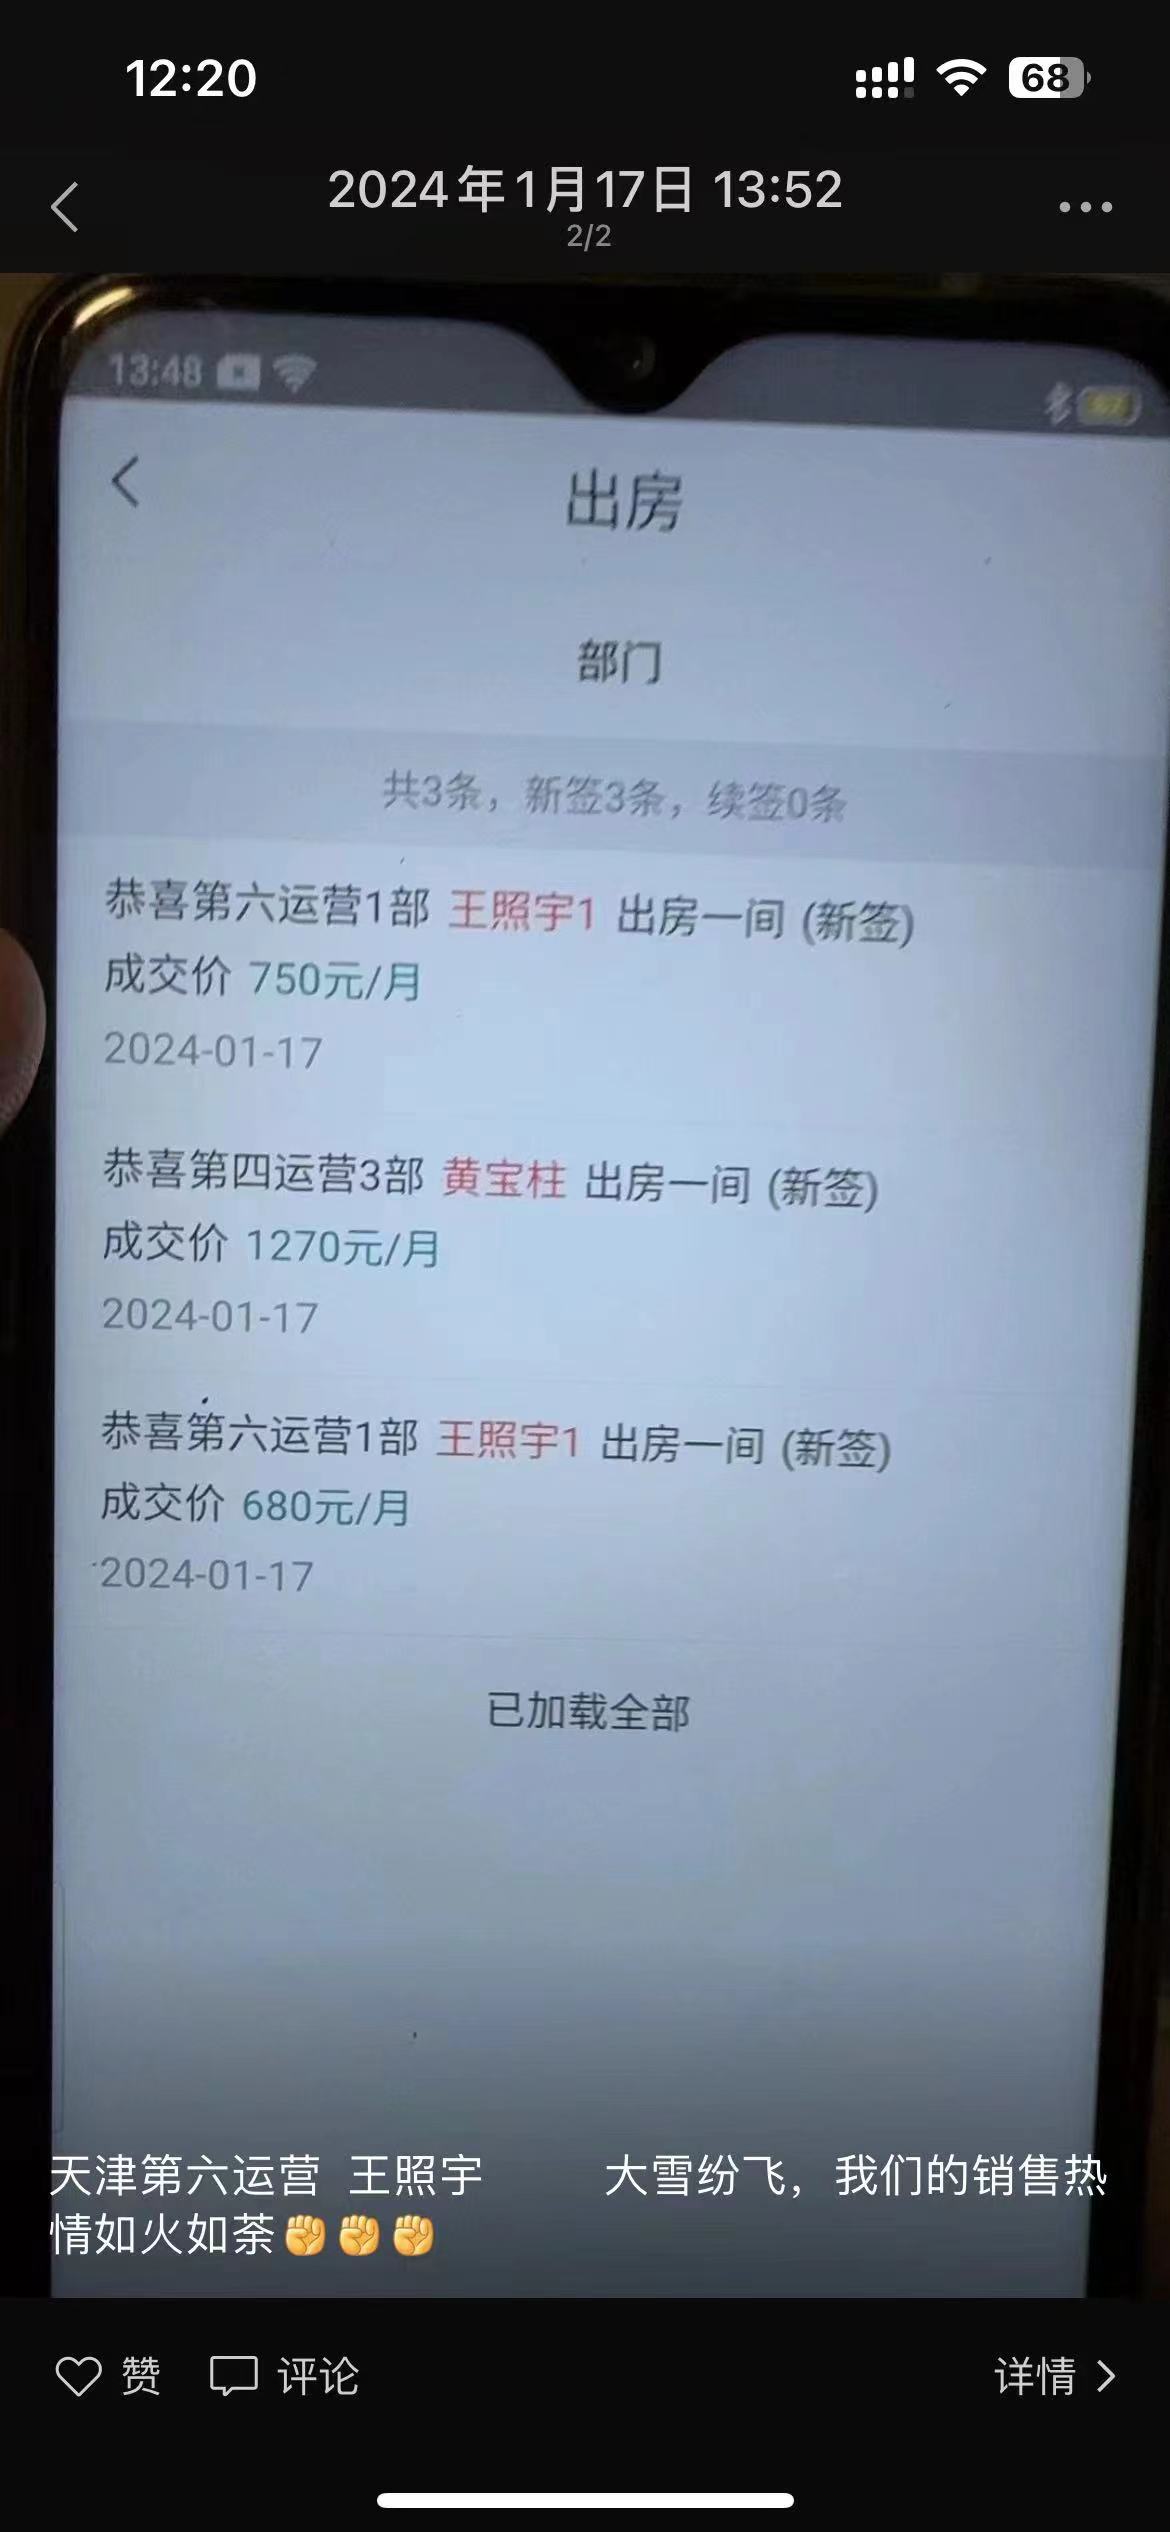 12:20
68
2024年1月17日 13:52
2/2
13:48
出房
部门
共3条，新签3条，续签0条
恭喜第六运营1部 王照宇1 出房一间 (新签)
成交价 750元/月
2024-01-17
恭喜第四运营3部 黄宝柱 出房一间 (新签)
成交价 1270元/月
2024-01-17
恭喜第六运营1部 王照宇1 出房一间 (新签)
成交价 680元/月
2024-01-17
已加载全部
天津第六运营 王照宇 大雪纷飞，我们的销售热
情如火如荼✊✊✊
赞 评论 详情